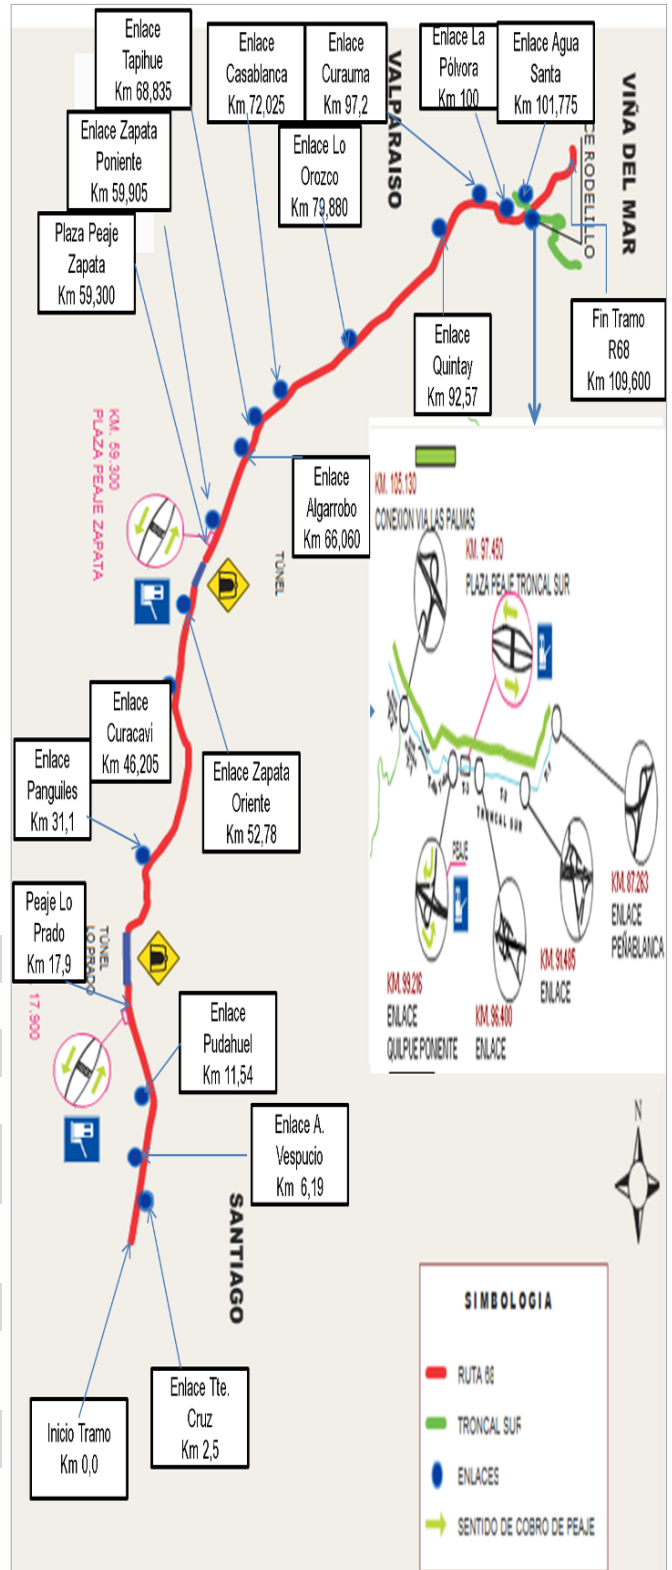 Enlace
Tapihue
Km 68,835
Enlace
Casablanca
Km 72,025
Enlace
Curauma
Km 97,2
Enlace La
Pólvora
Km 100
Enlace Agua
Santa
Km 101,775
VALPARAISO
VIÑA DEL MAR
CE RODELILLO
Enlace Zapata
Poniente
Km 59,905
Enlace Lo
Orozco
Km 79,880
Plaza Peaje
Zapata
Km 59,300
Enlace
Quintay
Km 92,57
Fin Tramo
R68
Km 109,600
KM. 59.300
PLAZA PEAJE ZAPATA
Enlace
Algarrobo
Km 66,060
TÚNEL
KM. 105.130
CONEXION VIA LAS PALMAS
KM. 97.450
PLAZA PEAJE TRONCAL SUR
Enlace
Curacavi
Km 46,205
Enlace
Panguiles
Km 31,1
Enlace Zapata
Oriente
Km 52,78
TRONCAL SUR
PEAJE
KM. 87.263
ENLACE
PEÑABLANCA
KM. 91.485
ENLACE
KM. 96.400
ENLACE
KM. 99.216
ENLACE
QUILPUE PONIENTE
Peaje Lo
Prado
Km 17,9
TÚNEL
LO PRADO
17.900
Enlace
Pudahuel
Km 11,54
Enlace A.
Vespucio
Km 6,19
N
SANTIAGO
Enlace Tte.
Cruz
Km 2,5
Inicio Tramo
Km 0,0
SIMBOLOGIA
RUTA 68
TRONCAL SUR
ENLACES
SENTIDO DE COBRO DE PEAJE